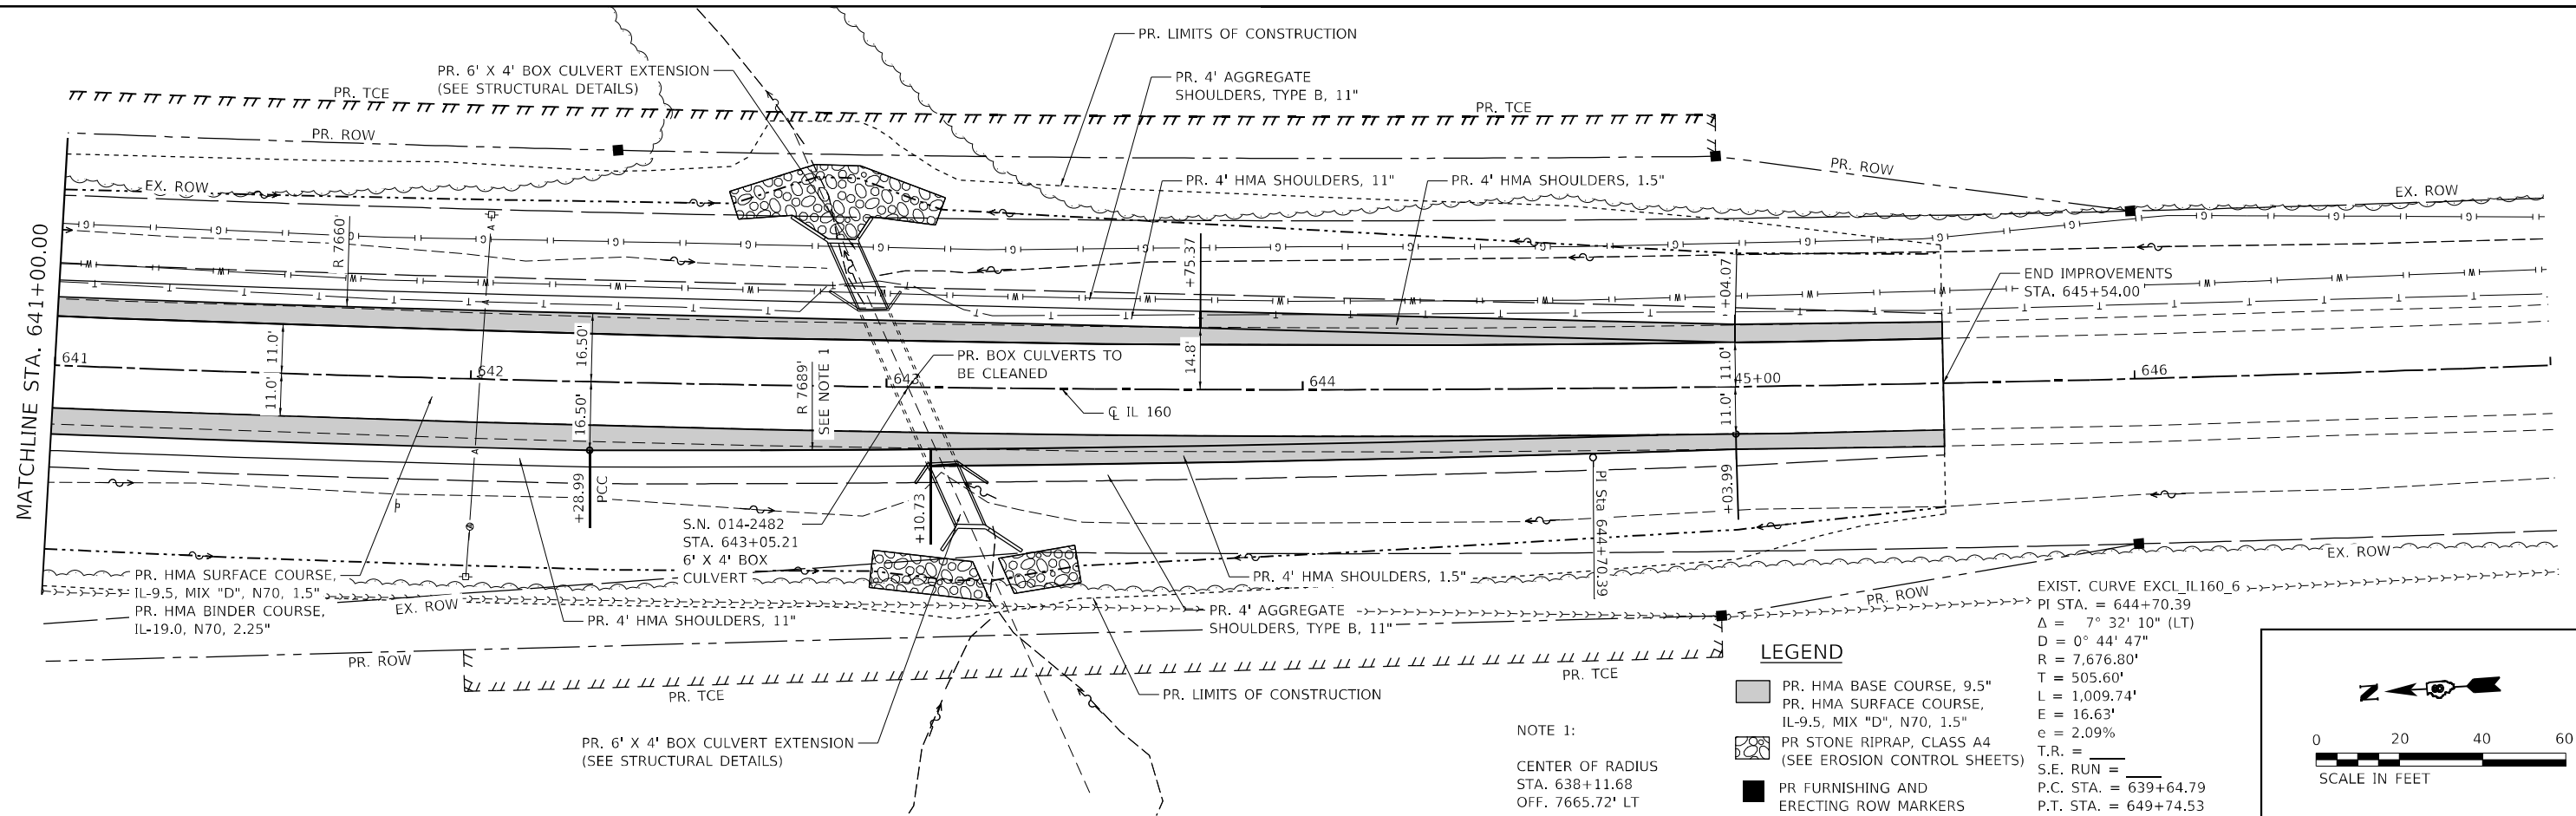 PR. LIMITS OF CONSTRUCTION
PR. 6' X 4' BOX CULVERT EXTENSION
(SEE STRUCTURAL DETAILS)
PR. 4' AGGREGATE
SHOULDERS, TYPE B, 11"
PR. TCE
PR. TCE
PR. ROW
PR. ROW
EX. ROW
PR. 4' HMA SHOULDERS, 11"
PR. 4' HMA SHOULDERS, 1.5"
EX. ROW
MATCHLINE STA. 641+00.00
R 7660'
+75.37
+04.07
END IMPROVEMENTS
STA. 645+54.00
641
11.0'
11.0'
642
16.50'
16.50'
R 7689'
SEE NOTE 1
PR. BOX CULVERTS TO
BE CLEANED
643
14.8'
644
11.0'
11.0'
45+00
646
℄ IL 160
+28.99
PCC
+10.73
PI Sta 644+70.39
+03.99
S.N. 014-2482
STA. 643+05.21
6' X 4' BOX
CULVERT
PR. HMA SURFACE COURSE,
IL-9.5, MIX "D", N70, 1.5"
PR. HMA BINDER COURSE,
IL-19.0, N70, 2.25"
EX. ROW
PR. 4' HMA SHOULDERS, 11"
PR. 4' HMA SHOULDERS, 1.5"
PR. 4' AGGREGATE
SHOULDERS, TYPE B, 11"
EX. ROW
PR. ROW
PR. ROW
PR. TCE
PR. TCE
PR. LIMITS OF CONSTRUCTION
PR. 6' X 4' BOX CULVERT EXTENSION
(SEE STRUCTURAL DETAILS)
NOTE 1:
CENTER OF RADIUS
STA. 638+11.68
OFF. 7665.72' LT
LEGEND
PR. HMA BASE COURSE, 9.5"
PR. HMA SURFACE COURSE,
IL-9.5, MIX "D", N70, 1.5"
PR STONE RIPRAP, CLASS A4
(SEE EROSION CONTROL SHEETS)
PR FURNISHING AND
ERECTING ROW MARKERS
EXIST. CURVE EXCL_IL160_6
PI STA. = 644+70.39
Δ = 7° 32' 10" (LT)
D = 0° 44' 47"
R = 7,676.80'
T = 505.60'
L = 1,009.74'
E = 16.63'
e = 2.09%
T.R. = ____
S.E. RUN = ____
P.C. STA. = 639+64.79
P.T. STA. = 649+74.53
N
0 20 40 60
SCALE IN FEET